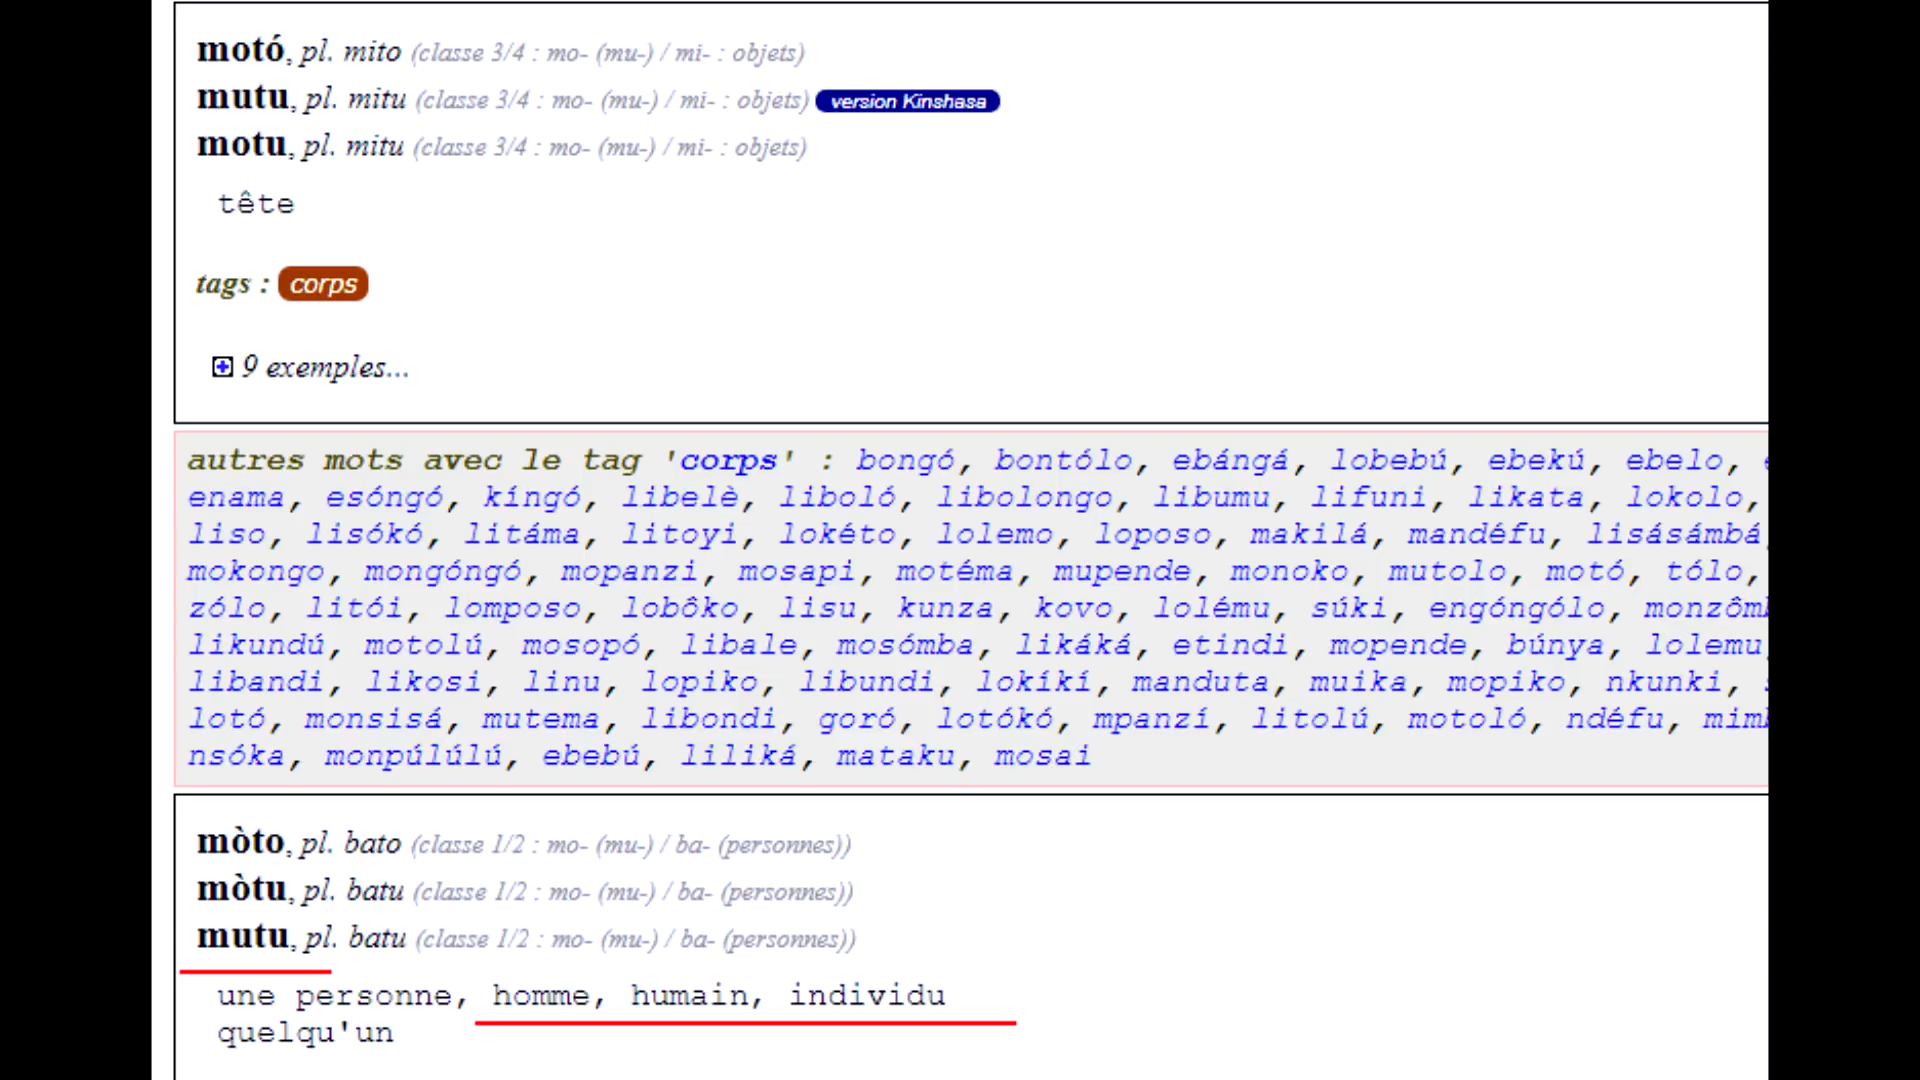 motó, pl. mito (classe 3/4 : mo- (mu-) / mi- : objets)
mutu, pl. mitu (classe 3/4 : mo- (mu-) / mi- : objets) version Kinshasa
motu, pl. mitu (classe 3/4 : mo- (mu-) / mi- : objets)
tête
tags : corps
9 exemples...
autres mots avec le tag 'corps' : bongó, bontólo, ebángá, lobebú, ebekú, ebelo,
enama, esóngó, kíngó, libelè, liboló, libolongo, libumu, lifuni, likata, lokolo,
liso, lisókó, litáma, litoyi, lokéto, lolemo, loposo, makilá, mandéfu, lisásámbá,
mokongo, mongóngó, mopanzi, mosapi, motéma, mupende, monoko, mutolo, motó, tólo,
zólo, litói, lomposo, lobôko, lisu, kunza, kovo, lolému, súki, engóngólo,
likundú, motolú, mosopó, libale, mosómba, likáká, etindi, mopende, búnya, lolemu,
libandi, likosi, linu, lopiko, libundi, lokíkí, manduta, muika, mopiko, nkunki,
lotó, monsisá, mutema, libondi, goró, lotókó, mpanzí, litolú, motoló, ndéfu,
nsóka, monpúlúlú, ebebú, liliká, mataku, mosai
mòto, pl. bato (classe 1/2 : mo- (mu-) / ba- (personnes))
mòtu, pl. batu (classe 1/2 : mo- (mu-) / ba- (personnes))
mutu, pl. batu (classe 1/2 : mo- (mu-) / ba- (personnes))
une personne, homme, humain, individu
quelqu'un